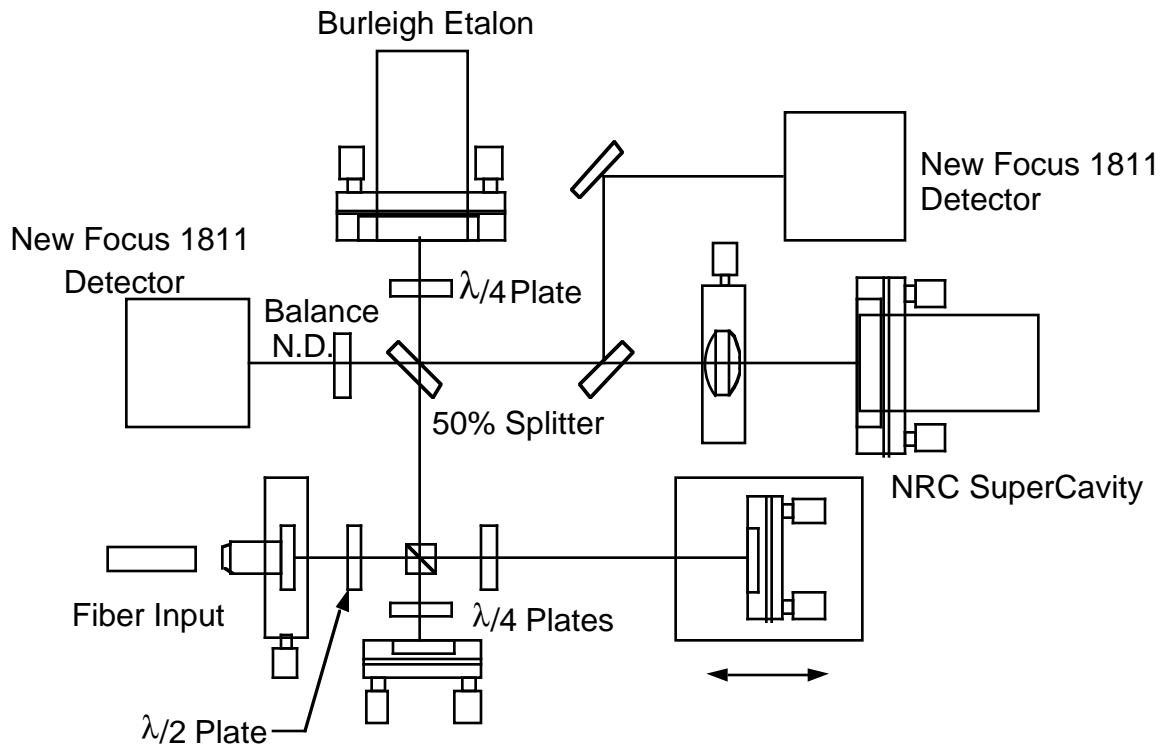 Burleigh Etalon
New Focus 1811
Detector
New Focus 1811
Detector
λ/4 Plate
Balance
N.D.
50% Splitter
NRC SuperCavity
Fiber Input
λ/4 Plates
λ/2 Plate